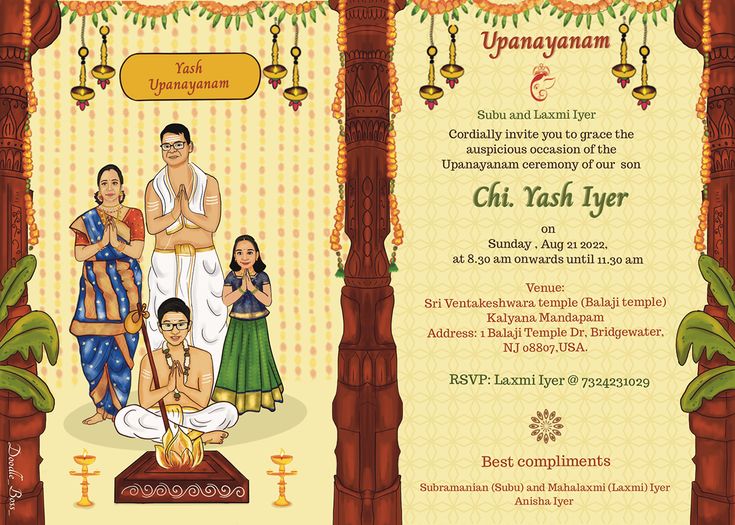 Yash
Upanayanam
Doodle Boss
Upanayanam
Subu and Laxmi Iyer
Cordially invite you to grace the
auspicious occasion of the
Upanayanam ceremony of our son
Chi. Yash Iyer
on
Sunday , Aug 21 2022,
at 8.30 am onwards until 11.30 am
Venue:
Sri Ventakeshwara temple (Balaji temple)
Kalyana Mandapam
Address: 1 Balaji Temple Dr, Bridgewater,
NJ 08807,USA.
RSVP: Laxmi Iyer @ 7324231029
Best compliments
Subramanian (Subu) and Mahalaxmi (Laxmi) Iyer
Anisha Iyer